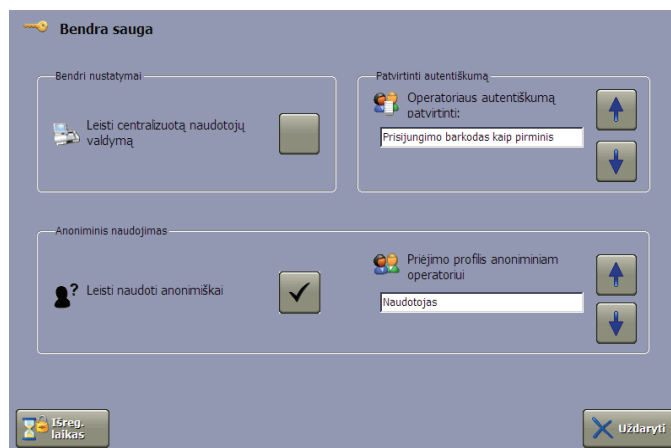 Bendra sauga
Bendri nustatymai
Leisti centralizuotą naudotojų
valdymą
Patvirtinti autentiškumą
Operatoriaus autentiškumą
patvirtinti:
Prisijungimo barkodas kaip pirminis
Anoniminis naudojimas
? Leisti naudoti anonimiškai
Priėjimo profilis anoniminiam
operatoriui
Naudotojas
Išreg.
laikas
Uždaryti